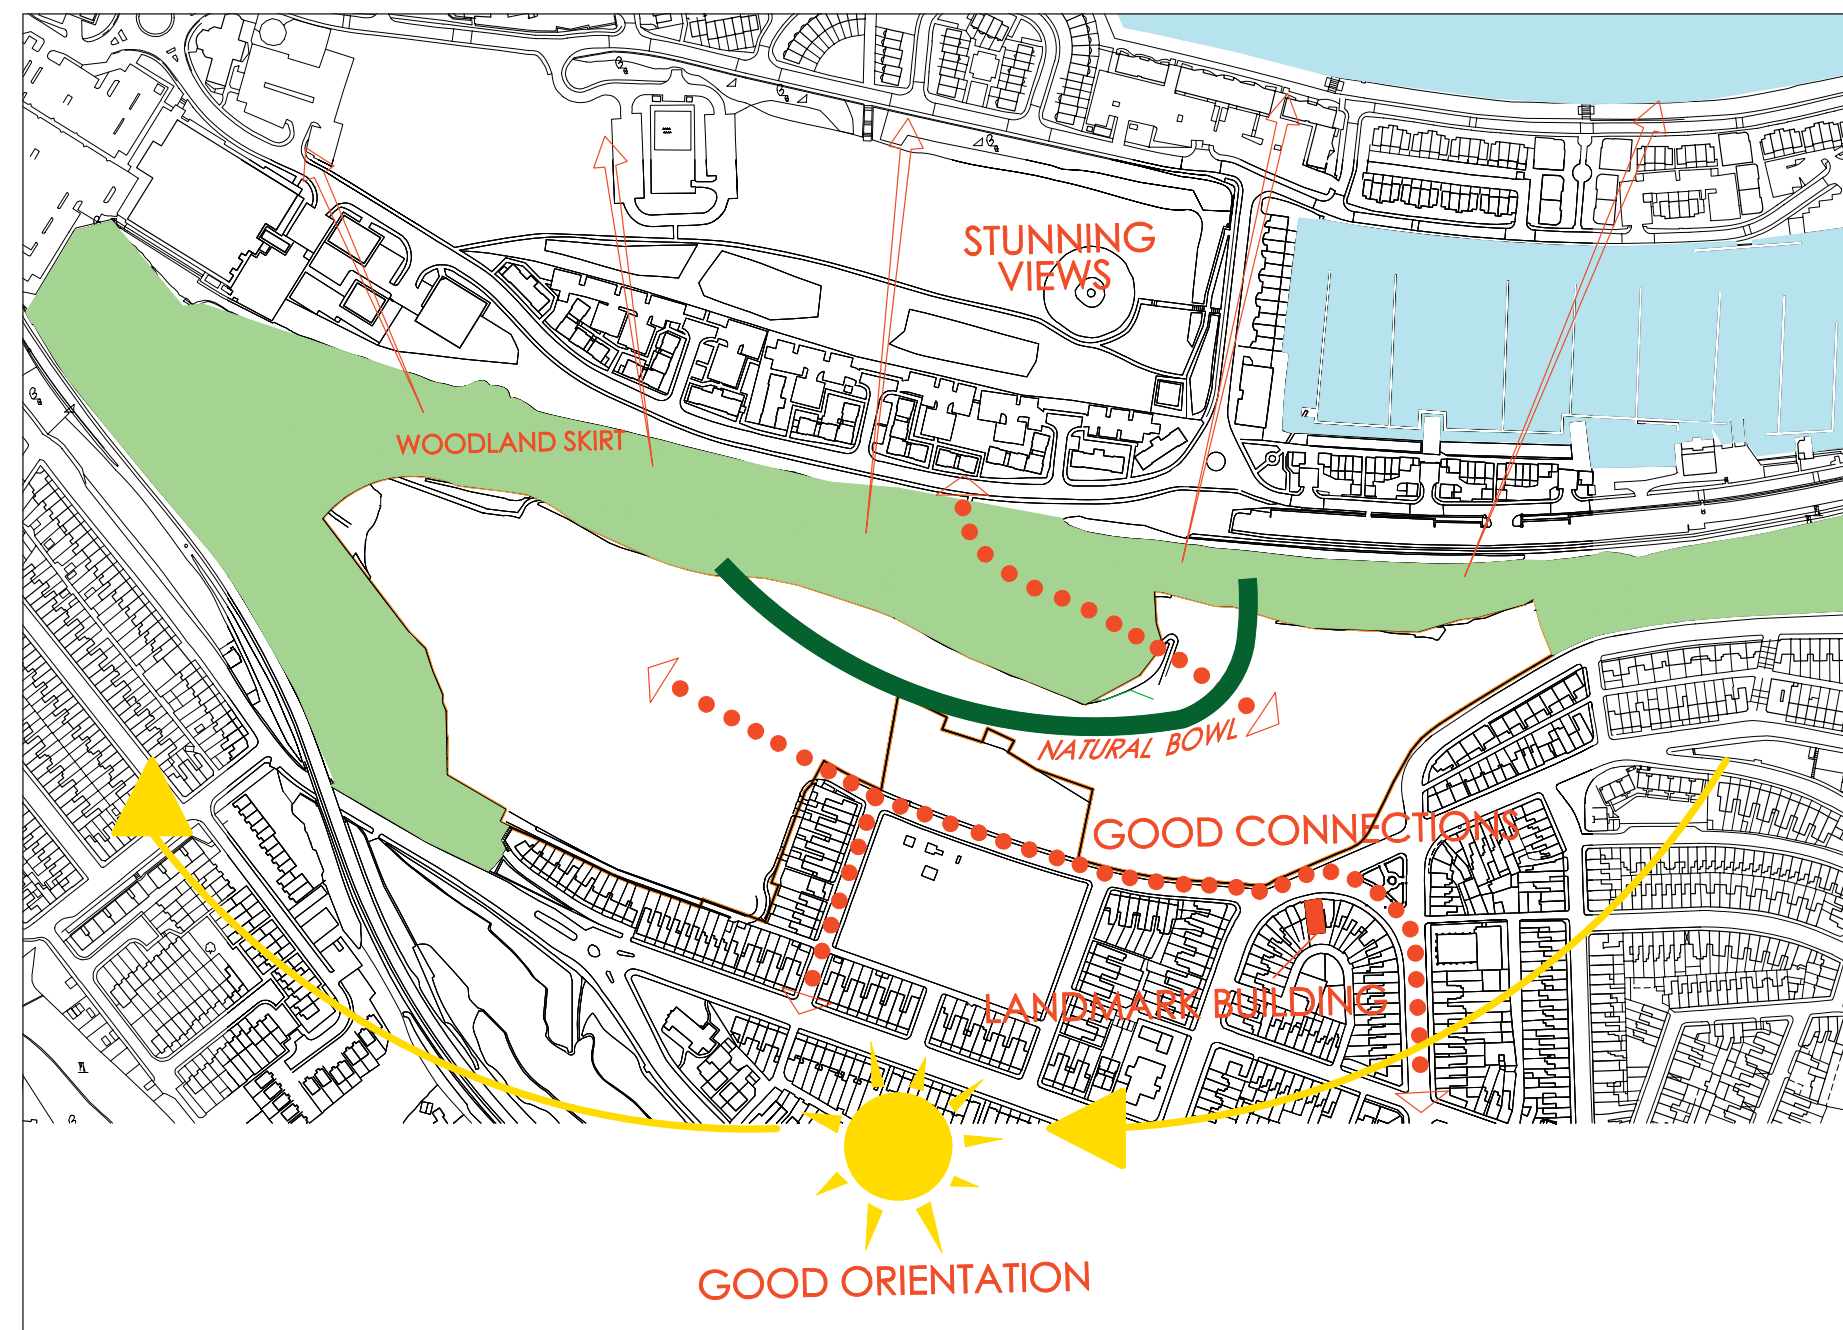 STUNNING
VIEWS
WOODLAND SKIRT
NATURAL BOWL
GOOD CONNECTIONS
LANDMARK BUILDING
GOOD ORIENTATION